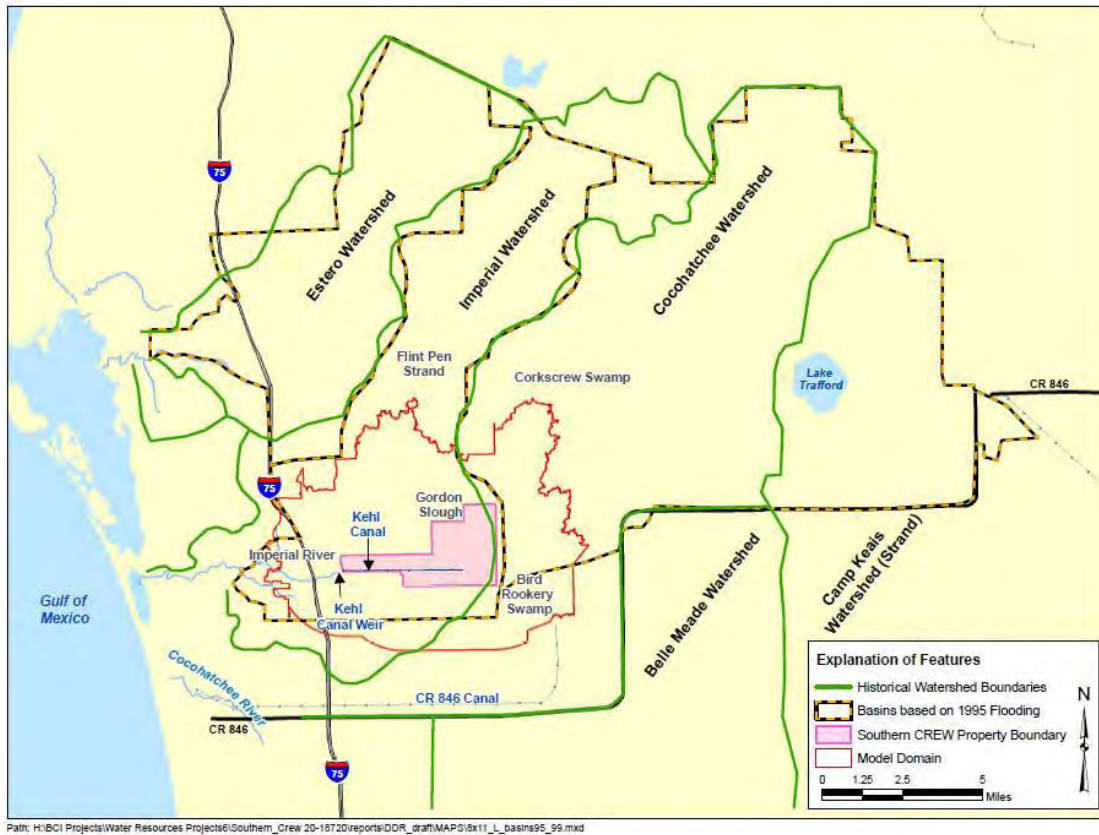 75
Estero Watershed
Imperial Watershed
Cocohatchee Watershed
Flint Pen
Strand
Corkscrew Swamp
Lake
Trafford
CR 846
75
Gordon
Slough
Kehl
Canal
Imperial River
Bird
Rookery
Swamp
Kehl
Canal Weir
Gulf of
Mexico
Belle Meade Watershed
Camp Keais
Watershed (Strand)
Cocohatchee River
CR 846 Canal
CR 846
75
Explanation of Features
Historical Watershed Boundaries
Basins based on 1995 Flooding
Southern CREW Property Boundary
Model Domain
N
0 1.25 2.5 5
Miles
Path: H:\BCI Projects\Water Resources Projects6\Southern_Crew 20-16720\reports\DDR_draft\MAPS\8x11_L_basins95_99.mxd